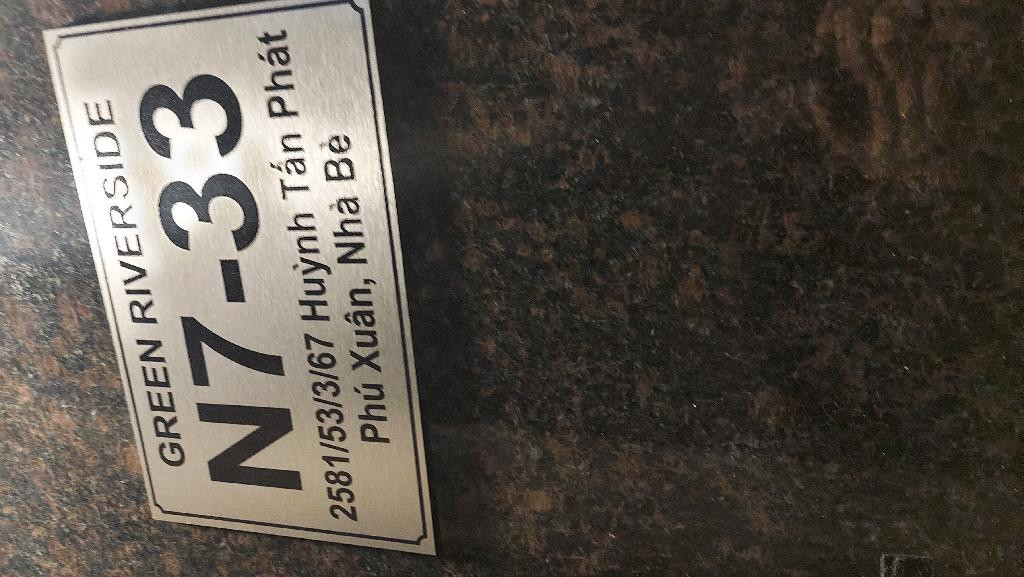 GREEN RIVERSIDE
N7-33
2581/53/3/67 Huỳnh Tấn Phát
Phú Xuân, Nhà Bè